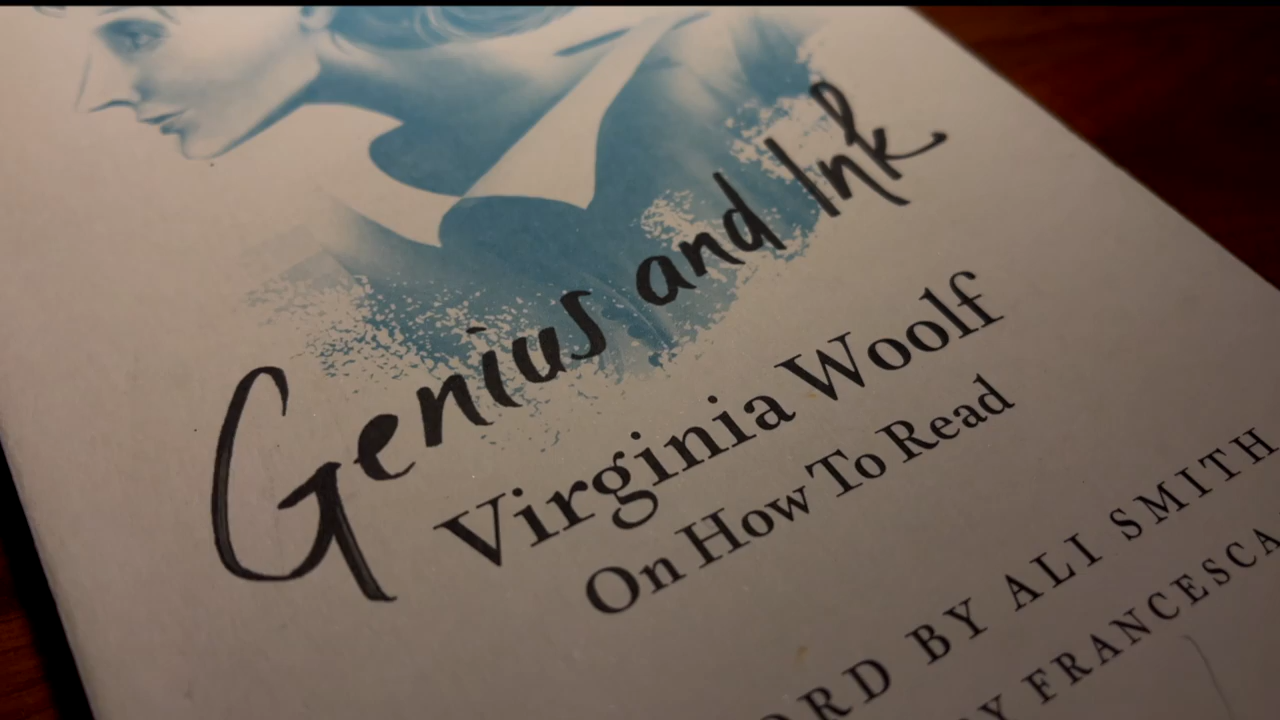 Genius and Ink
Virginia Woolf
On How To Read
ORD BY ALI SMITH
Y FRANCESCA